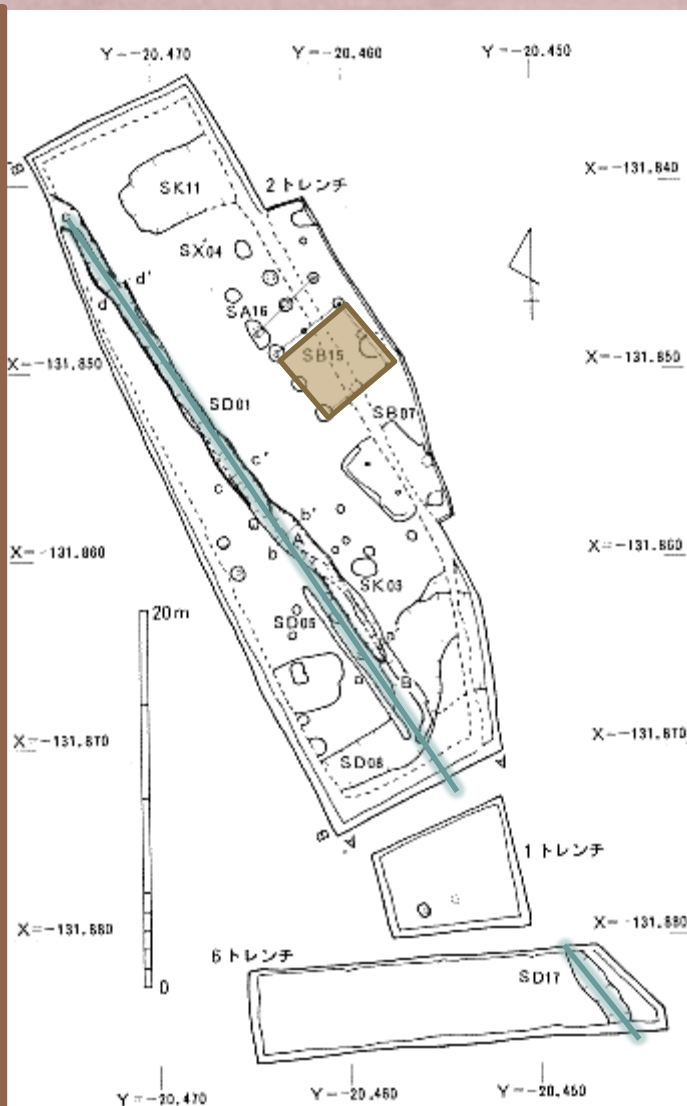 Y=-20.470 Y=-20.460 Y=-20.450
X=-131.840
B
SK11
2トレンチ
SX04
d'
d
SA16
X=-131.850
SB15
X=-131.850
SD01
SB07
c'
c
b'
A
X=-131.860
b
X=-131.860
SK03
20m
SD05
a
B
X=-131.870
X=-131.870
SD08
A
B
A'
1トレンチ
X=-131.880
X=-131.880
6トレンチ
SD17
0
Y=-20.470 Y=-20.460 Y=-20.450